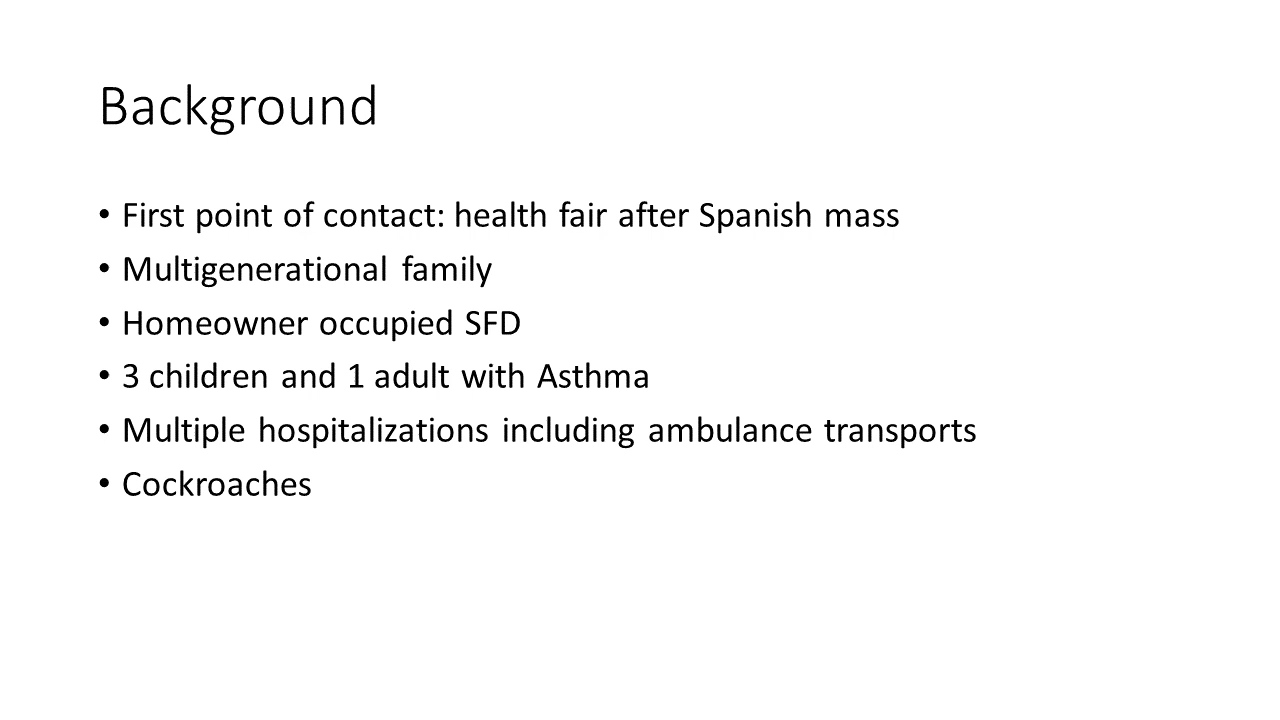 Background
• First point of contact: health fair after Spanish mass
• Multigenerational family
• Homeowner occupied SFD
• 3 children and 1 adult with Asthma
• Multiple hospitalizations including ambulance transports
• Cockroaches